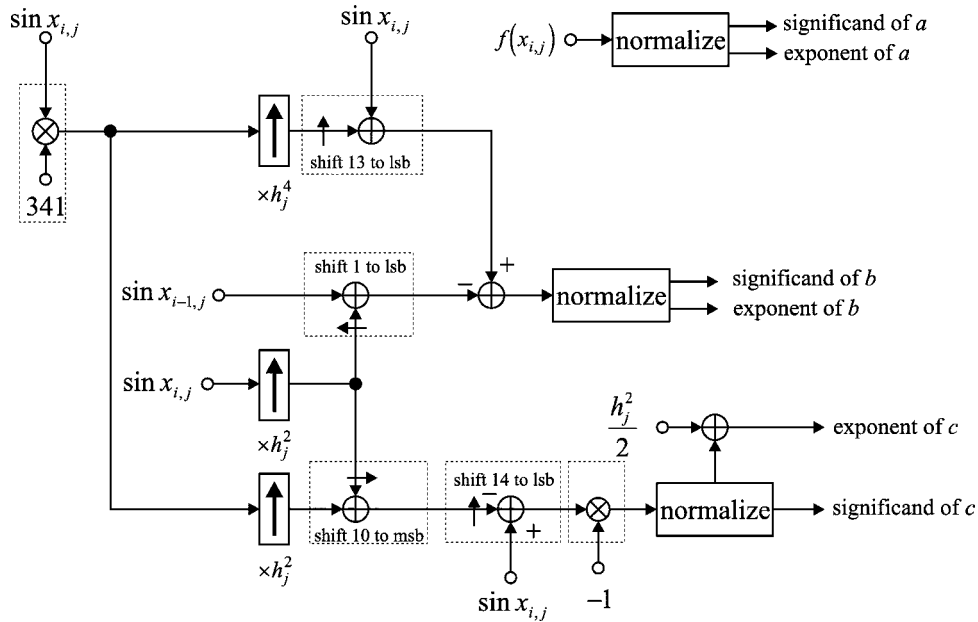 sin x_{i,j}
sin x_{i,j}
f(x_{i,j})
normalize
significand of a
exponent of a
341
×h_j^4
shift 13 to lsb
shift 1 to lsb
sin x_{i-1,j}
−
+
normalize
significand of b
exponent of b
sin x_{i,j}
×h_j^2
h_j^2
2
exponent of c
shift 10 to msb
×h_j^2
shift 14 to lsb
−
+
sin x_{i,j}
−1
normalize
significand of c